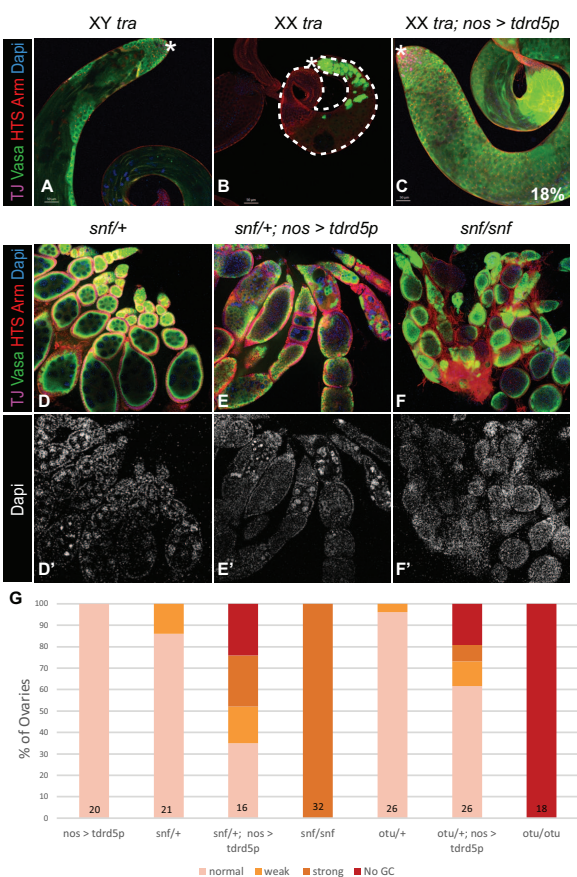 XY tra
XX tra
XX tra; nos > tdrd5p
TJ Vasa HTS Arm Dapi
*
A
*
B
*
C
18%
snf/+
snf/+; nos > tdrd5p
snf/snf
TJ Vasa HTS Arm Dapi
D
E
F
Dapi
D'
E'
F'
G
% of Ovaries
100
90
80
70
60
50
40
30
20
10
0
20
21
16
32
26
26
18
nos > tdrd5p
snf/+
snf/+; nos >
tdrd5p
snf/snf
otu/+
otu/+; nos >
tdrd5p
otu/otu
normal
weak
strong
No GC